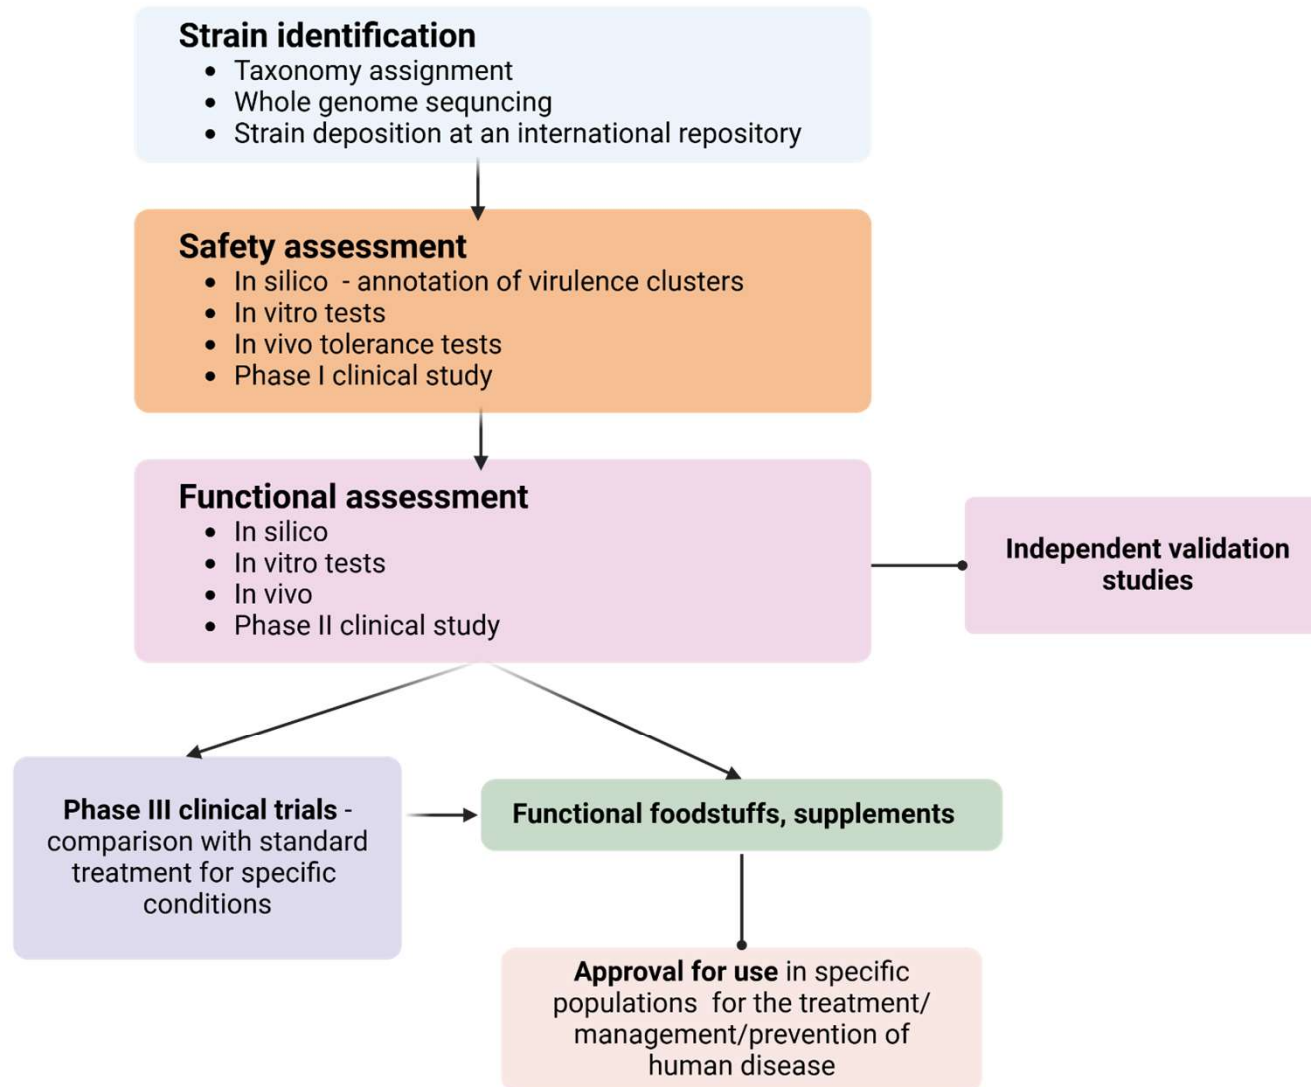 Strain identification
• Taxonomy assignment
• Whole genome sequncing
• Strain deposition at an international repository
Safety assessment
• In silico - annotation of virulence clusters
• In vitro tests
• In vivo tolerance tests
• Phase I clinical study
Functional assessment
• In silico
• In vitro tests
• In vivo
• Phase II clinical study
Independent validation
studies
Phase III clinical trials -
comparison with standard
treatment for specific
conditions
Functional foodstuffs, supplements
Approval for use in specific
populations for the treatment/
management/prevention of
human disease